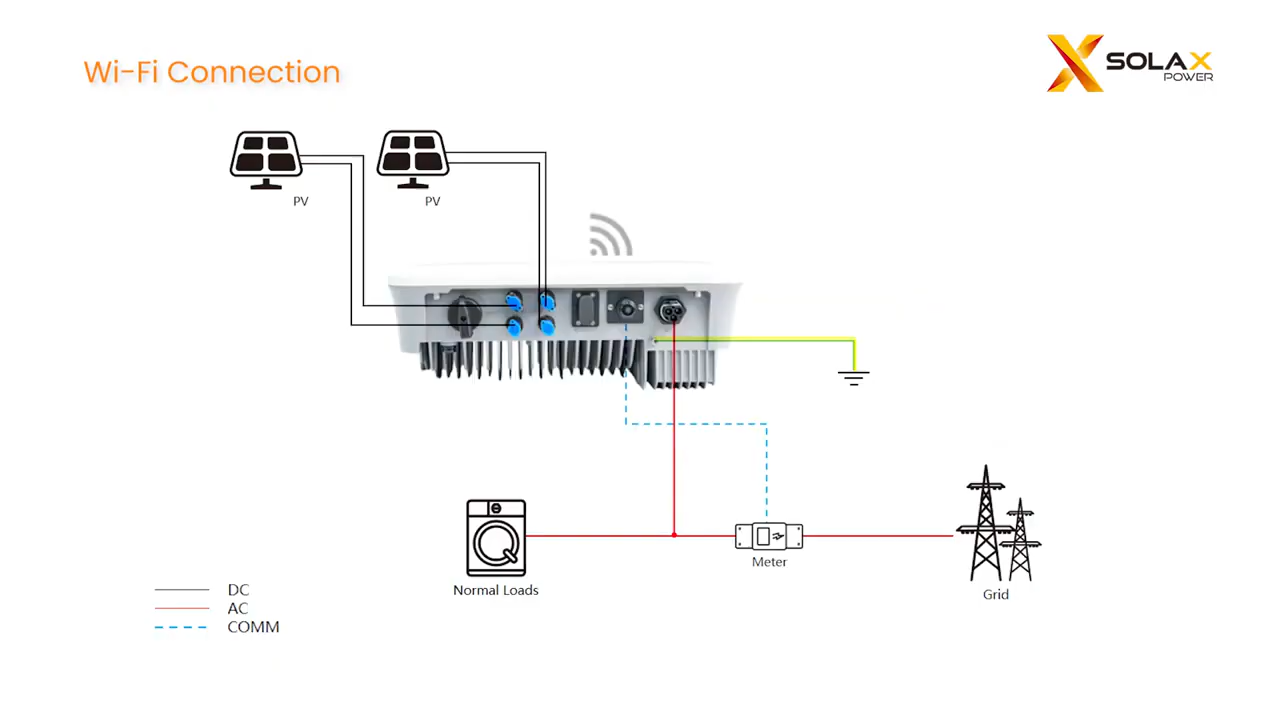 Wi-Fi Connection
SOLAX
POWER
PV
PV
Meter
Normal Loads
Grid
DC
AC
COMM